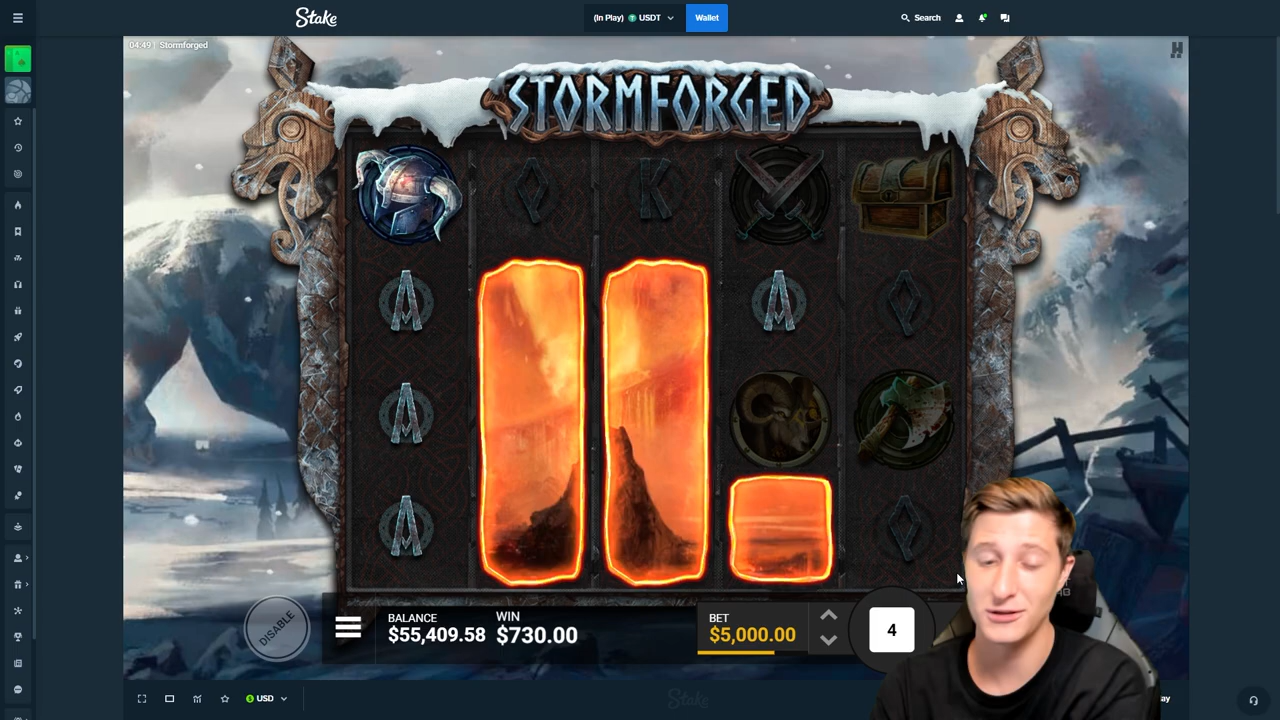 Stake
(In Play) USDT
Wallet
Search
04:49 | Stormforged
STORMFORGED
K
A
A
A
A
DISABLE
BALANCE
$55,409.58
WIN
$730.00
BET
$5,000.00
4
USD
Stake